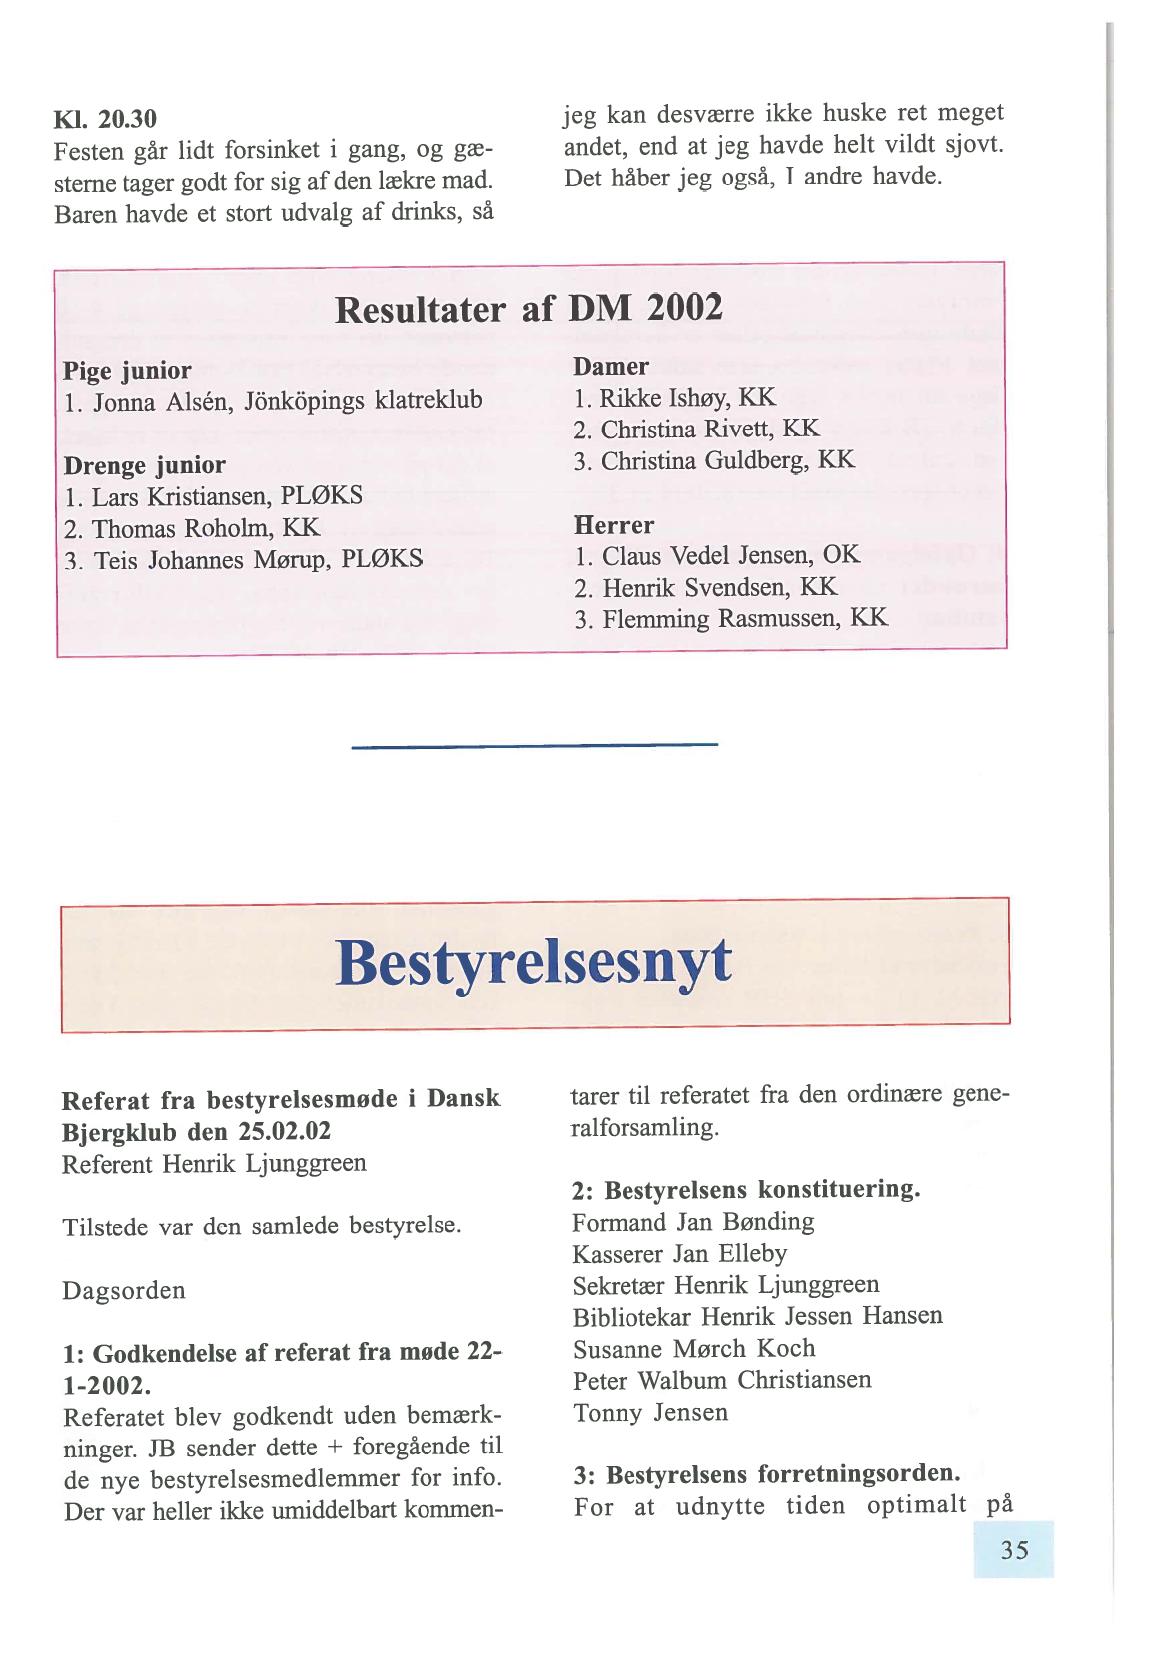 Kl. 20.30
Festen går lidt forsinket i gang, og gæ-
sterne tager godt for sig af den lækre mad.
Baren havde et stort udvalg af drinks, så
jeg kan desværre ikke huske ret meget
andet, end at jeg havde helt vildt sjovt.
Det håber jeg også, I andre havde.
Resultater af DM 2002
Pige junior
1. Jonna Alsén, Jönköpings klatreklub
Drenge junior
1. Lars Kristiansen, PLØKS
2. Thomas Roholm, KK
3. Teis Johannes Mørup, PLØKS
Damer
1. Rikke Ishøy, KK
2. Christina Rivett, KK
3. Christina Guldberg, KK
Herrer
1. Claus Vedel Jensen, OK
2. Henrik Svendsen, KK
3. Flemming Rasmussen, KK
Bestyrelsesnyt
Referat fra bestyrelsesmøde i Dansk
Bjergklub den 25.02.02
Referent Henrik Ljunggreen
Tilstede var den samlede bestyrelse.
Dagsorden
1: Godkendelse af referat fra møde 22-
1-2002.
Referatet blev godkendt uden bemærk-
ninger. JB sender dette + foregående til
de nye bestyrelsesmedlemmer for info.
Der var heller ikke umiddelbart kommen-
tarer til referatet fra den ordinære gene-
ralforsamling.
2: Bestyrelsens konstituering.
Formand Jan Bønding
Kasserer Jan Elleby
Sekretær Henrik Ljunggreen
Bibliotekar Henrik Jessen Hansen
Susanne Mørch Koch
Peter Walbum Christiansen
Tonny Jensen
3: Bestyrelsens forretningsorden.
For at udnytte tiden optimalt på
35